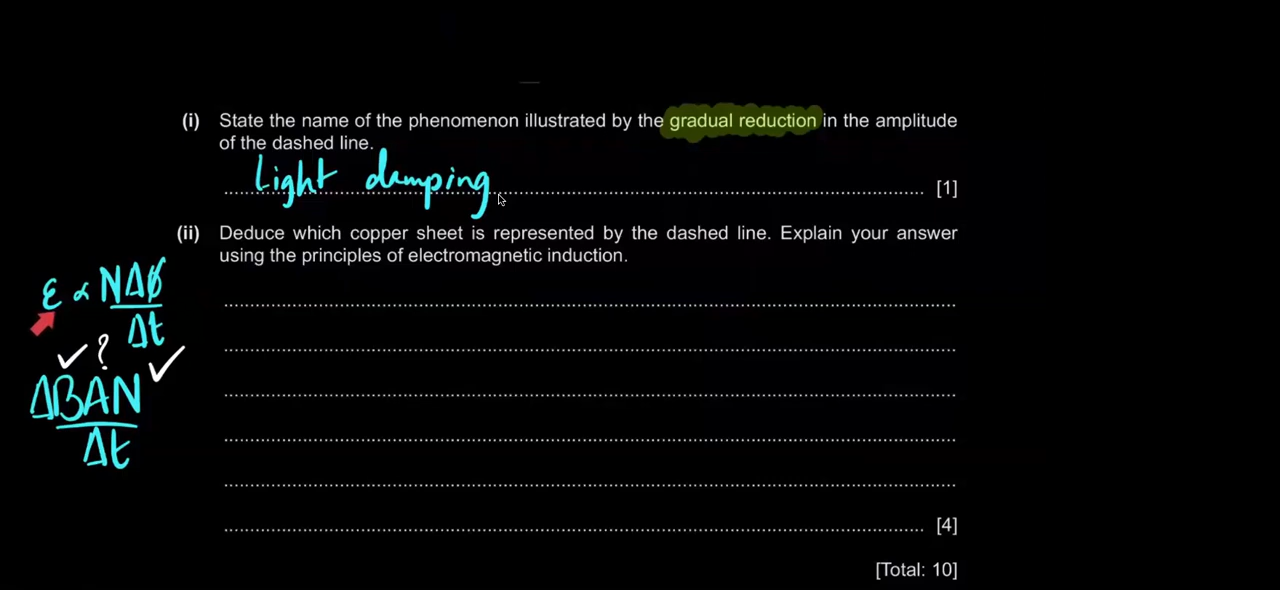 (i) State the name of the phenomenon illustrated by the gradual reduction in the amplitude
of the dashed line.
Light damping
[1]
(ii) Deduce which copper sheet is represented by the dashed line. Explain your answer
using the principles of electromagnetic induction.
ε ∝ NΔϕ
Δt
✓ ? ✓
ΔBAN
Δt
[4]
[Total: 10]